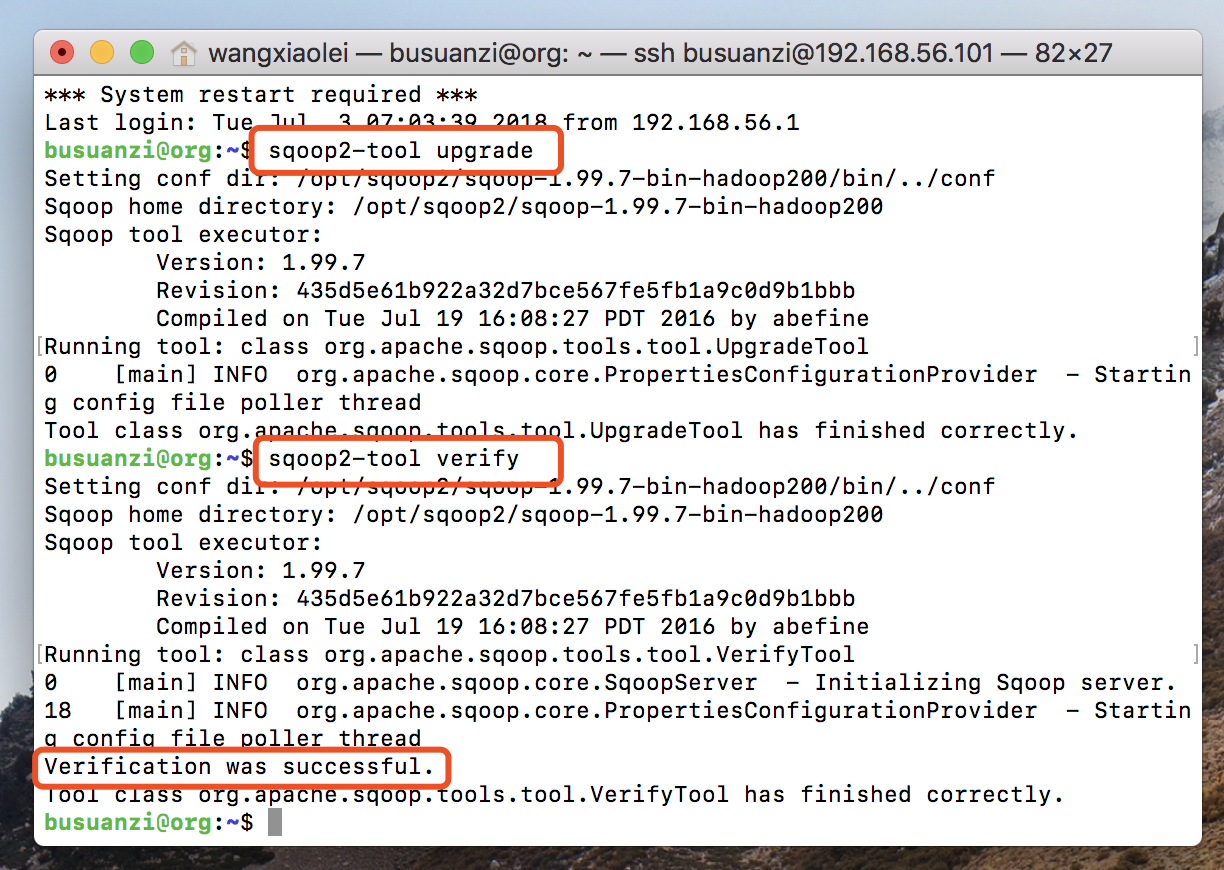 wangxiaolei — busuanzi@org: ~ — ssh busuanzi@192.168.56.101 — 82×27
*** System restart required ***
Last login: Tue Jul  3 07:03:39 2018 from 192.168.56.1
busuanzi@org:~$ sqoop2-tool upgrade
Setting conf dir: /opt/sqoop2/sqoop-1.99.7-bin-hadoop200/bin/../conf
Sqoop home directory: /opt/sqoop2/sqoop-1.99.7-bin-hadoop200
Sqoop tool executor:
        Version: 1.99.7
        Revision: 435d5e61b922a32d7bce567fe5fb1a9c0d9b1bbb
        Compiled on Tue Jul 19 16:08:27 PDT 2016 by abefine
[Running tool: class org.apache.sqoop.tools.tool.UpgradeTool ]
0    [main] INFO  org.apache.sqoop.core.PropertiesConfigurationProvider  - Startin
g config file poller thread
Tool class org.apache.sqoop.tools.tool.UpgradeTool has finished correctly.
busuanzi@org:~$ sqoop2-tool verify
Setting conf dir: /opt/sqoop2/sqoop-1.99.7-bin-hadoop200/bin/../conf
Sqoop home directory: /opt/sqoop2/sqoop-1.99.7-bin-hadoop200
Sqoop tool executor:
        Version: 1.99.7
        Revision: 435d5e61b922a32d7bce567fe5fb1a9c0d9b1bbb
        Compiled on Tue Jul 19 16:08:27 PDT 2016 by abefine
[Running tool: class org.apache.sqoop.tools.tool.VerifyTool ]
0    [main] INFO  org.apache.sqoop.core.SqoopServer  - Initializing Sqoop server.
18   [main] INFO  org.apache.sqoop.core.PropertiesConfigurationProvider  - Startin
g config file poller thread
Verification was successful.
Tool class org.apache.sqoop.tools.tool.VerifyTool has finished correctly.
busuanzi@org:~$